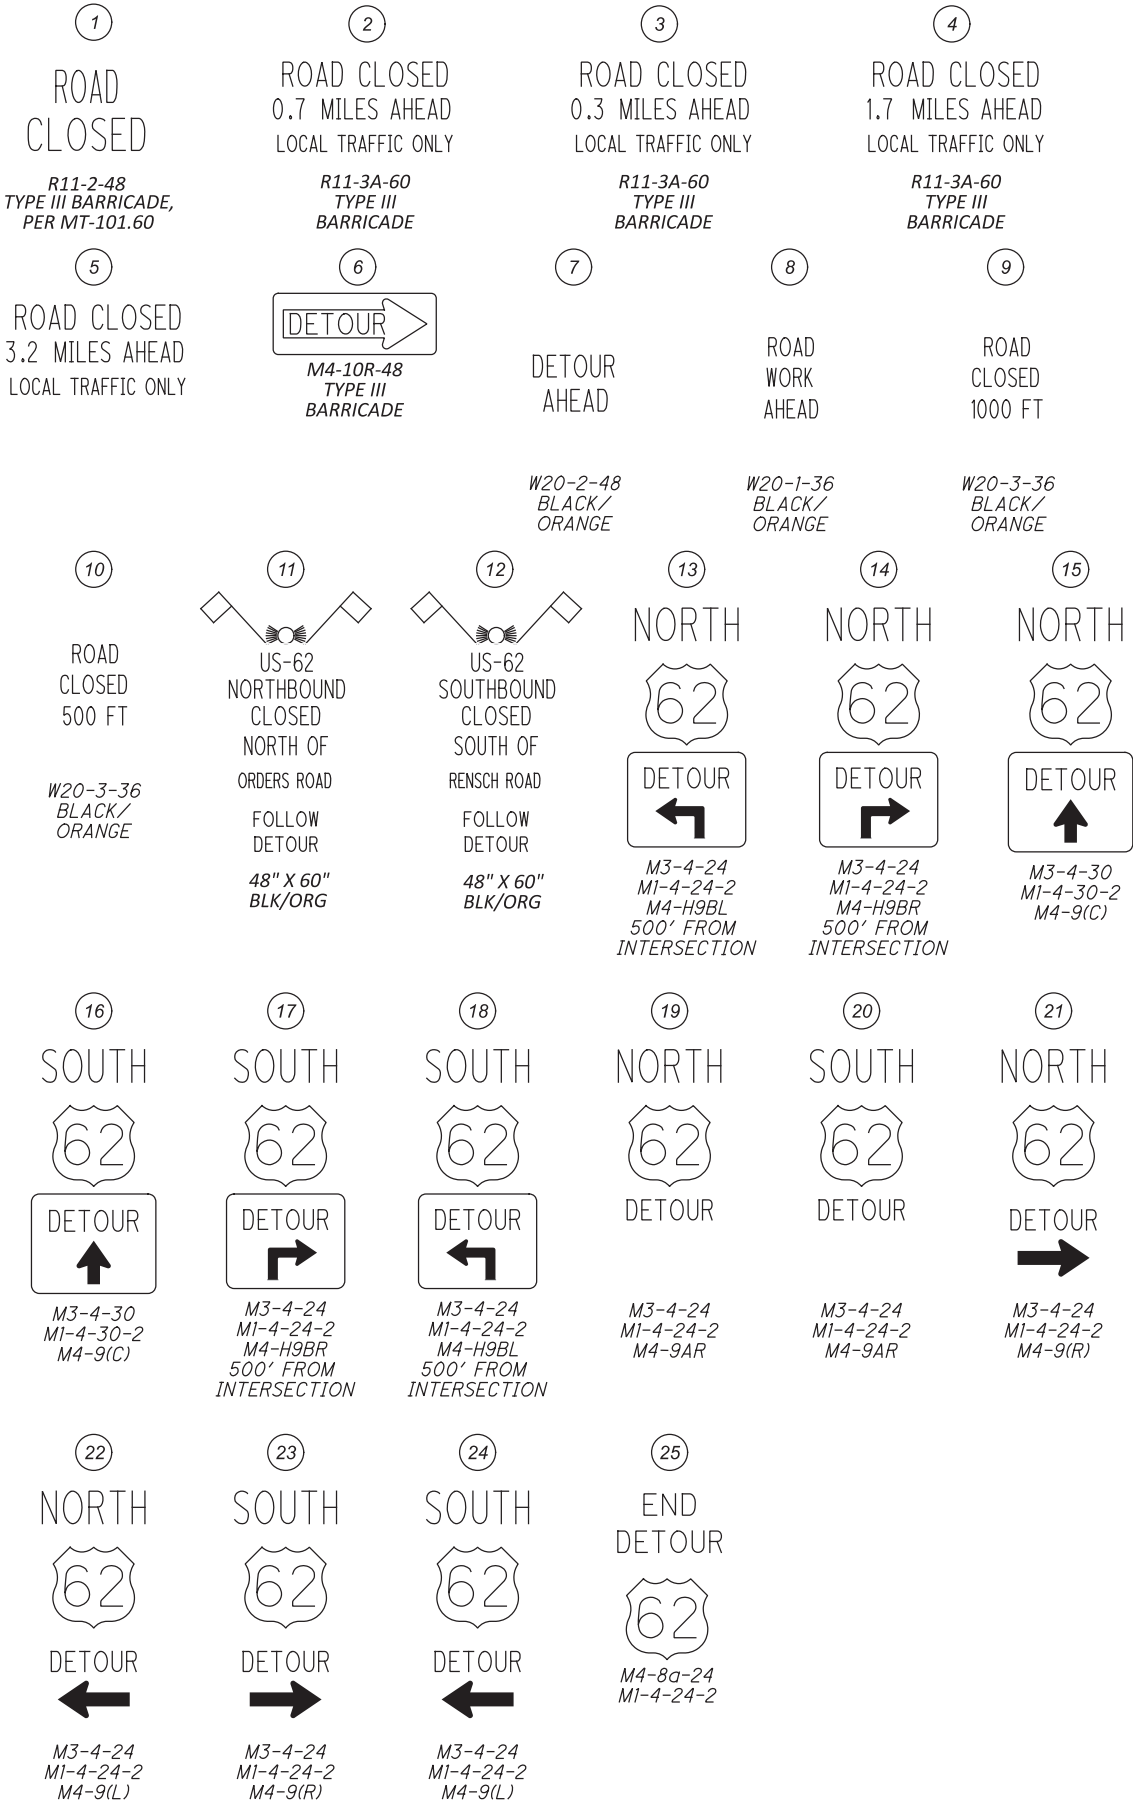 1
ROAD
CLOSED
R11-2-48
TYPE III BARRICADE,
PER MT-101.60
2
ROAD CLOSED
0.7 MILES AHEAD
LOCAL TRAFFIC ONLY
R11-3A-60
TYPE III
BARRICADE
3
ROAD CLOSED
0.3 MILES AHEAD
LOCAL TRAFFIC ONLY
R11-3A-60
TYPE III
BARRICADE
4
ROAD CLOSED
1.7 MILES AHEAD
LOCAL TRAFFIC ONLY
R11-3A-60
TYPE III
BARRICADE
5
ROAD CLOSED
3.2 MILES AHEAD
LOCAL TRAFFIC ONLY
6
DETOUR
M4-10R-48
TYPE III
BARRICADE
7
DETOUR
AHEAD
W20-2-48
BLACK/
ORANGE
8
ROAD
WORK
AHEAD
W20-1-36
BLACK/
ORANGE
9
ROAD
CLOSED
1000 FT
W20-3-36
BLACK/
ORANGE
10
ROAD
CLOSED
500 FT
W20-3-36
BLACK/
ORANGE
11
US-62
NORTHBOUND
CLOSED
NORTH OF
ORDERS ROAD
FOLLOW
DETOUR
48" X 60"
BLK/ORG
12
US-62
SOUTHBOUND
CLOSED
SOUTH OF
RENSCH ROAD
FOLLOW
DETOUR
48" X 60"
BLK/ORG
13
NORTH
62
DETOUR
M3-4-24
M1-4-24-2
M4-H9BL
500' FROM
INTERSECTION
14
NORTH
62
DETOUR
M3-4-24
M1-4-24-2
M4-H9BR
500' FROM
INTERSECTION
15
NORTH
62
DETOUR
M3-4-30
M1-4-30-2
M4-9(C)
16
SOUTH
62
DETOUR
M3-4-30
M1-4-30-2
M4-9(C)
17
SOUTH
62
DETOUR
M3-4-24
M1-4-24-2
M4-H9BR
500' FROM
INTERSECTION
18
SOUTH
62
DETOUR
M3-4-24
M1-4-24-2
M4-H9BL
500' FROM
INTERSECTION
19
NORTH
62
DETOUR
M3-4-24
M1-4-24-2
M4-9AR
20
SOUTH
62
DETOUR
M3-4-24
M1-4-24-2
M4-9AR
21
NORTH
62
DETOUR
M3-4-24
M1-4-24-2
M4-9(R)
22
NORTH
62
DETOUR
M3-4-24
M1-4-24-2
M4-9(L)
23
SOUTH
62
DETOUR
M3-4-24
M1-4-24-2
M4-9(R)
24
SOUTH
62
DETOUR
M3-4-24
M1-4-24-2
M4-9(L)
25
END
DETOUR
62
M4-8a-24
M1-4-24-2